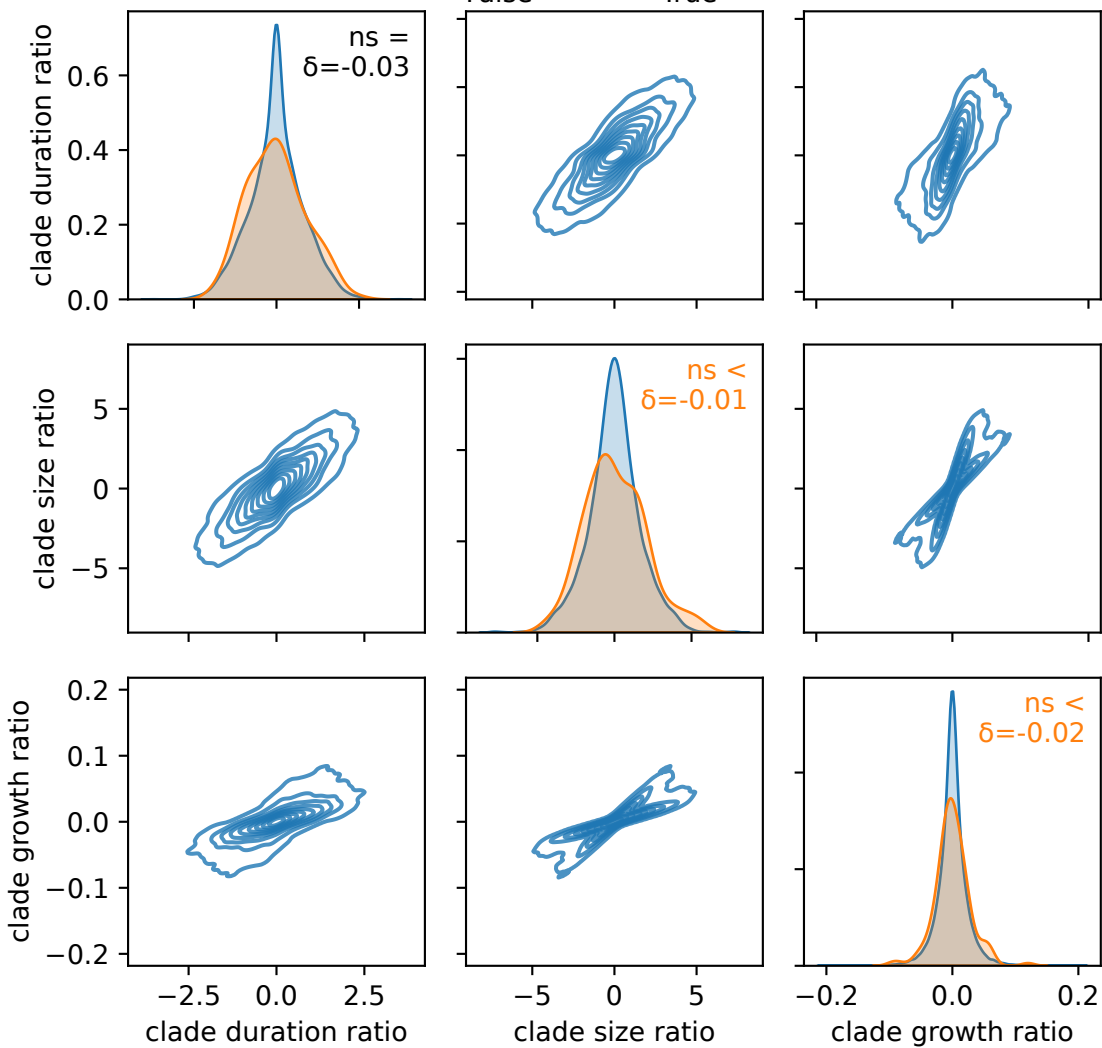 clade duration ratio
0.6
0.4
0.2
0.0
ns =
δ=-0.03
clade size ratio
5
0
−5
ns <
δ=-0.01
clade growth ratio
0.2
0.1
0.0
−0.1
−0.2
ns <
δ=-0.02
−2.5 0.0 2.5
−5 0 5
−0.2 0.0 0.2
clade duration ratio
clade size ratio
clade growth ratio